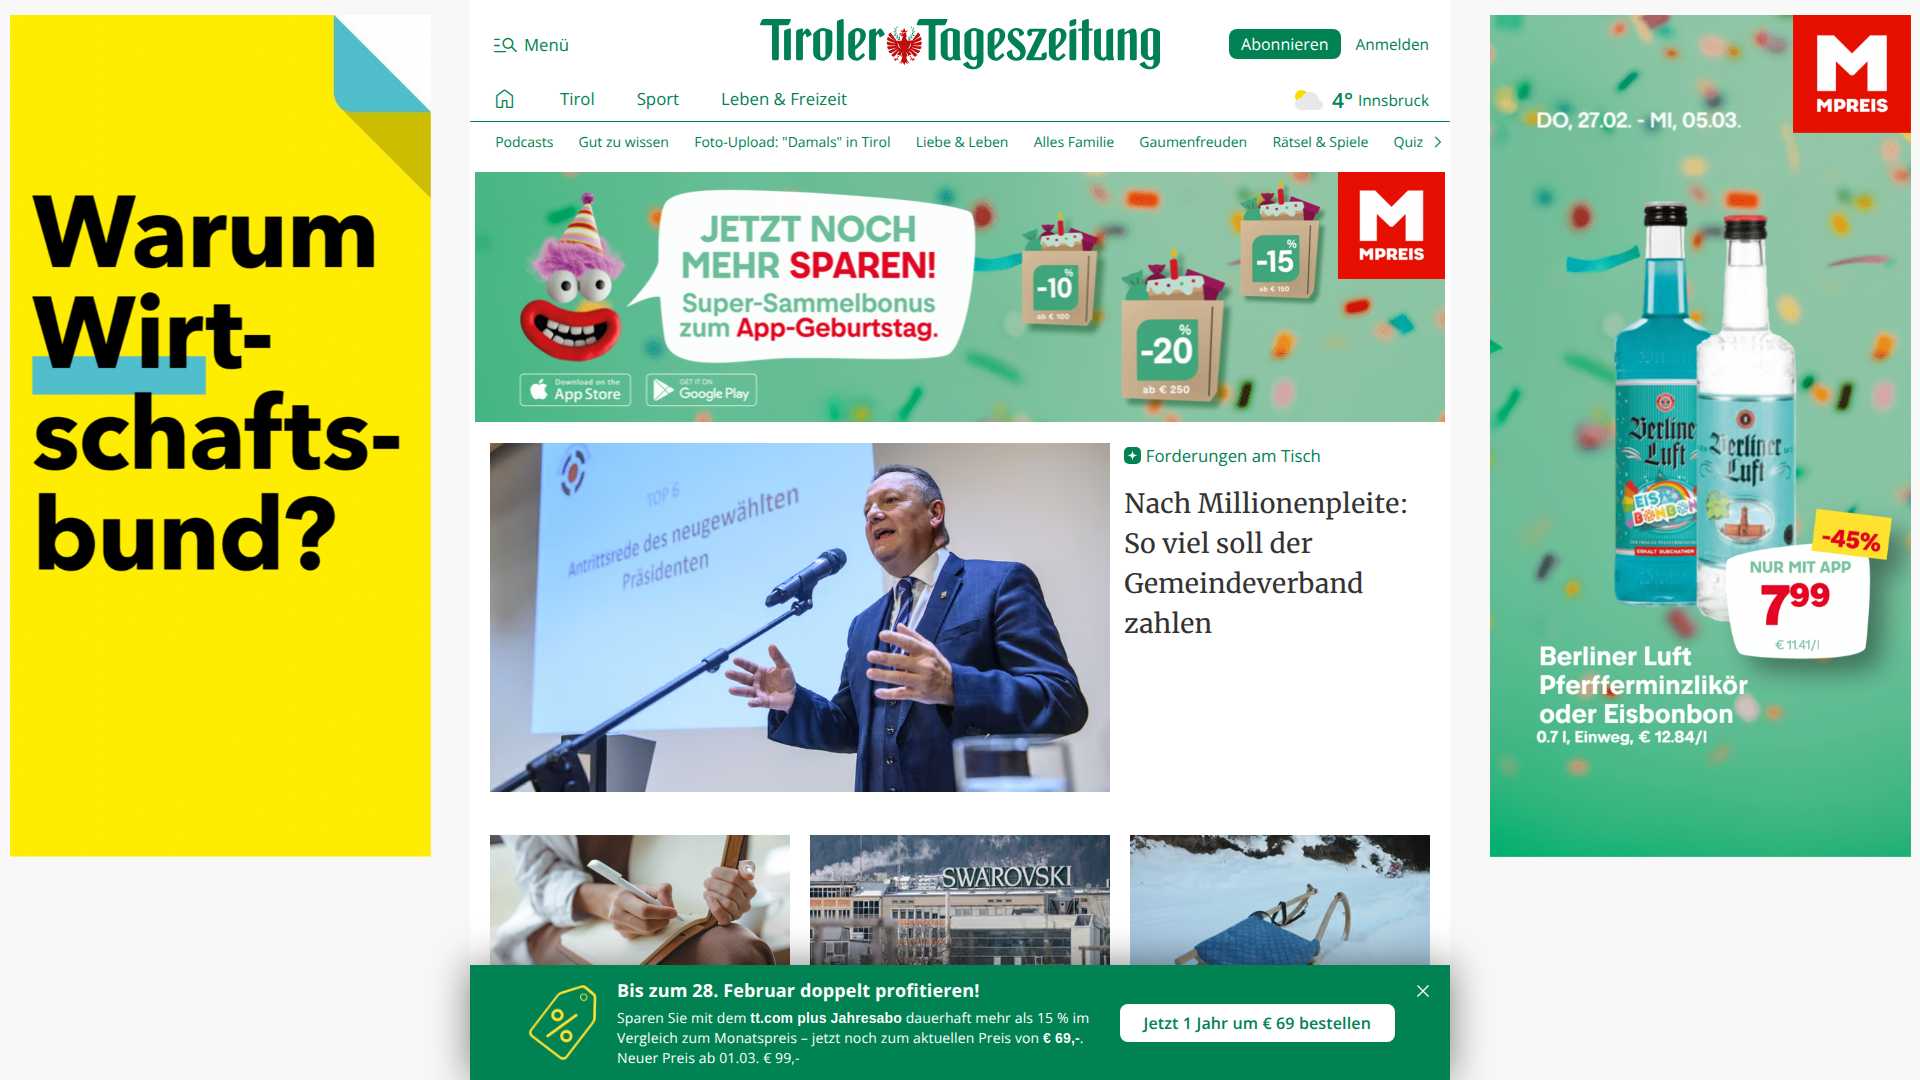 Warum
Wirt-
schafts-
bund?
Menü
Tiroler Tageszeitung
Abonnieren
Anmelden
Tirol
Sport
Leben & Freizeit
4° Innsbruck
Podcasts
Gut zu wissen
Foto-Upload: "Damals" in Tirol
Liebe & Leben
Alles Familie
Gaumenfreuden
Rätsel & Spiele
Quiz
JETZT NOCH
MEHR SPAREN!
Super-Sammelbonus
zum App-Geburtstag.
Download on the
App Store
GET IT ON
Google Play
-10%
ab € 100
-20%
ab € 250
-15%
ab € 150
MPREIS
TOP 6
Antrittsrede des neugewählten
Präsidenten
Forderungen am Tisch
Nach Millionenpleite:
So viel soll der
Gemeindeverband
zahlen
SWAROVSKI
Bis zum 28. Februar doppelt profitieren!
Sparen Sie mit dem tt.com plus Jahresabo dauerhaft mehr als 15 % im
Vergleich zum Monatspreis – jetzt noch zum aktuellen Preis von € 69,-.
Neuer Preis ab 01.03. € 99,-
Jetzt 1 Jahr um € 69 bestellen
MPREIS
DO, 27.02. - MI, 05.03.
Berliner
Luft
EIS
BONBON
Berliner
Luft
-45%
NUR MIT APP
7.99
€ 11.41/l
Berliner Luft
Pferfferminzlikör
oder Eisbonbon
0.7 l, Einweg, € 12.84/l